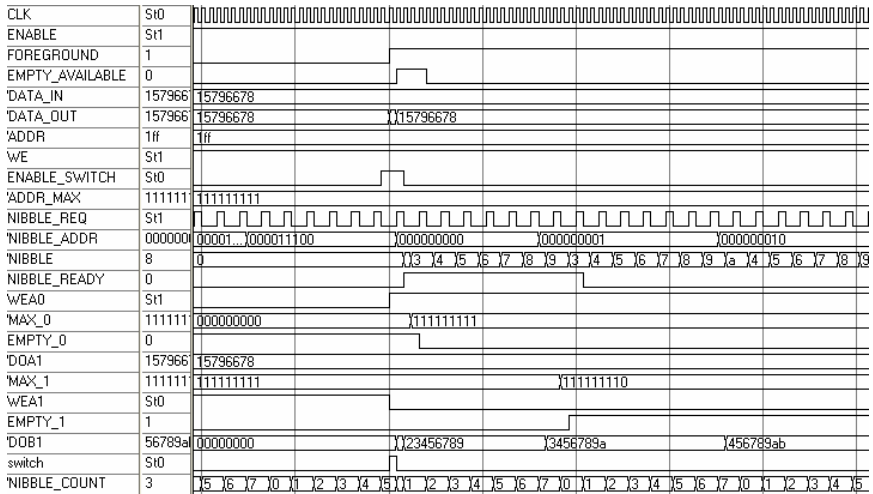 CLK St0
ENABLE St1
FOREGROUND 1
EMPTY_AVAILABLE 0
'DATA_IN 157966 15796678
'DATA_OUT 157966 15796678 15796678
'ADDR 1ff 1ff
WE St1
ENABLE_SWITCH St0
'ADDR_MAX 111111 111111111
NIBBLE_REQ St1
'NIBBLE_ADDR 000000 00001... 000011100 000000000 000000001 000000010
'NIBBLE 8 0 3 4 5 6 7 8 9 3 4 5 6 7 8 9 a 4 5 6 7 8 9
NIBBLE_READY 0
WEA0 St1
'MAX_0 111111 000000000 111111111
EMPTY_0 0
'DOA1 157966 15796678
'MAX_1 111111 111111111 111111110
WEA1 St0
EMPTY_1 1
'DOB1 56789ab 00000000 23456789 3456789a 456789ab
switch St0
'NIBBLE_COUNT 3 5 6 7 0 1 2 3 4 5 1 2 3 4 5 6 7 0 1 2 3 4 5 6 7 0 1 2 3 4 5